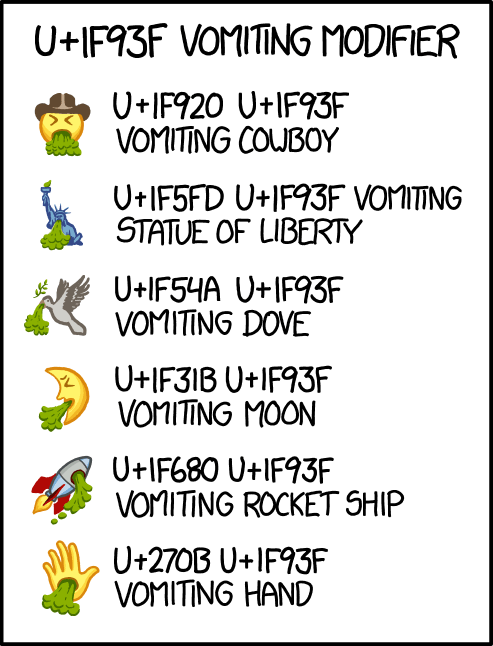 U+1F93F VOMITING MODIFIER
U+1F920 U+1F93F
VOMITING COWBOY
U+1F5FD U+1F93F VOMITING
STATUE OF LIBERTY
U+1F54A U+1F93F
VOMITING DOVE
U+1F31B U+1F93F
VOMITING MOON
U+1F680 U+1F93F
VOMITING ROCKET SHIP
U+270B U+1F93F
VOMITING HAND